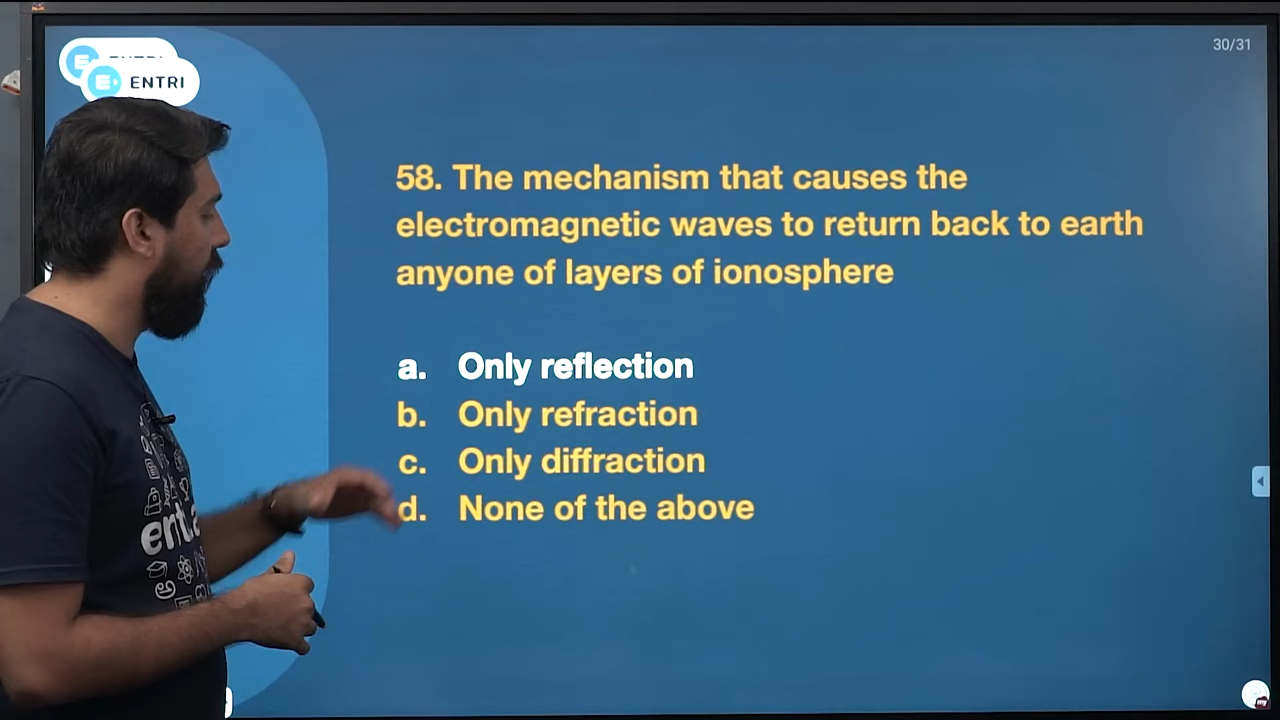 30/31
ENTRI
58. The mechanism that causes the
electromagnetic waves to return back to earth
anyone of layers of ionosphere
a. Only reflection
b. Only refraction
c. Only diffraction
d. None of the above